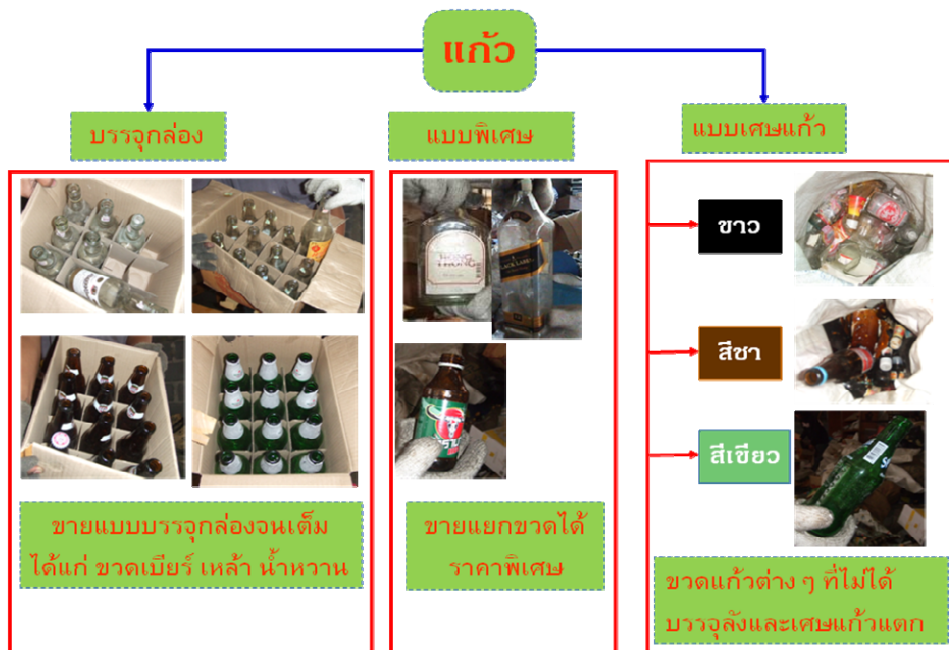 แก้ว
บรรจุกล่อง
แบบพิเศษ
แบบเศษแก้ว
HONG
THONG
BLACK LABEL
ขาว
สีชา
สีเขียว
ขายแบบบรรจุกล่องจนเต็ม
ได้แก่ ขวดเบียร์ เหล้า น้ำหวาน
ขายแยกขวดได้
ราคาพิเศษ
ขวดแก้วต่าง ๆ ที่ไม่ได้
บรรจุลังและเศษแก้วแตก